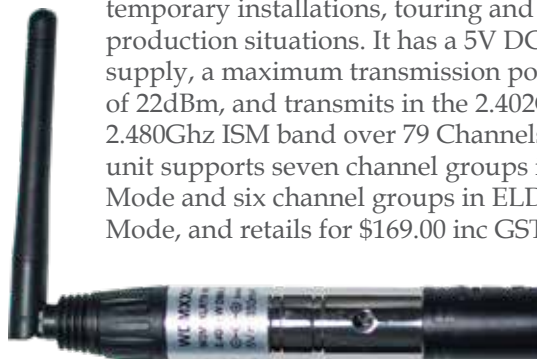 temporary installations, touring and
production situations. It has a 5V DC
supply, a maximum transmission po
of 22dBm, and transmits in the 2.402
2.480Ghz ISM band over 79 Channels
unit supports seven channel groups
Mode and six channel groups in ELD
Mode, and retails for $169.00 inc GST